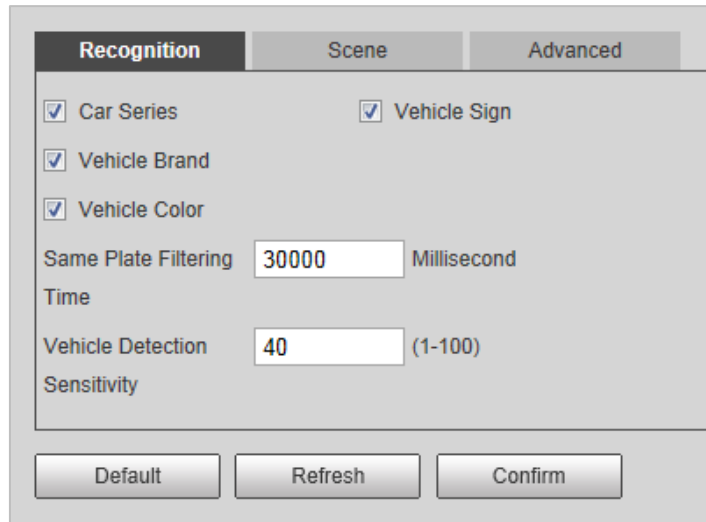 Recognition Scene Advanced
Car Series Vehicle Sign
Vehicle Brand
Vehicle Color
Same Plate Filtering 30000 Millisecond
Time
Vehicle Detection 40 (1-100)
Sensitivity
Default Refresh Confirm